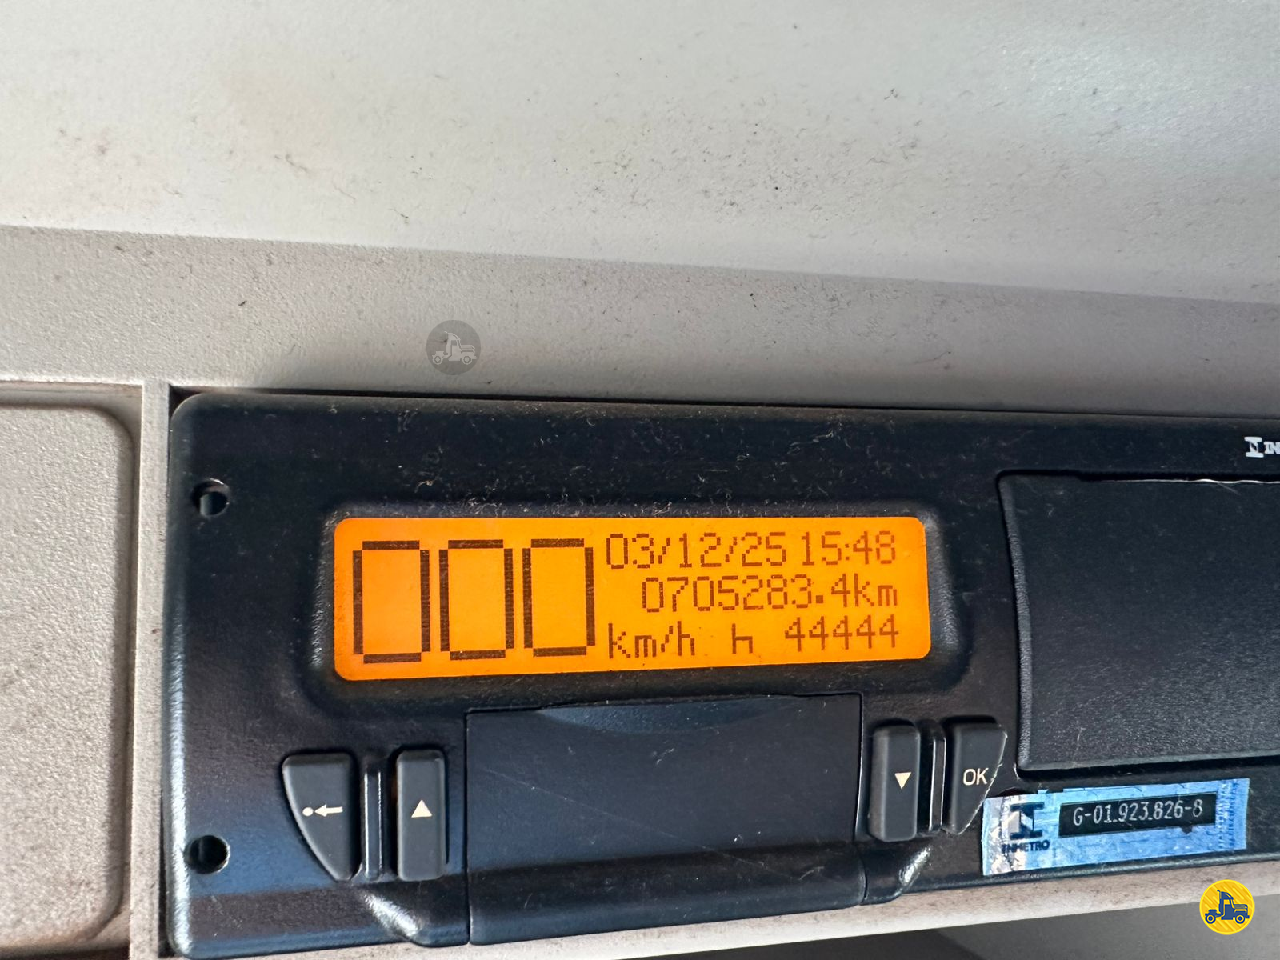 000
03/12/25 15:48
0705283.4km
km/h h 44444
OK
G-01.923.826-8
INMETRO